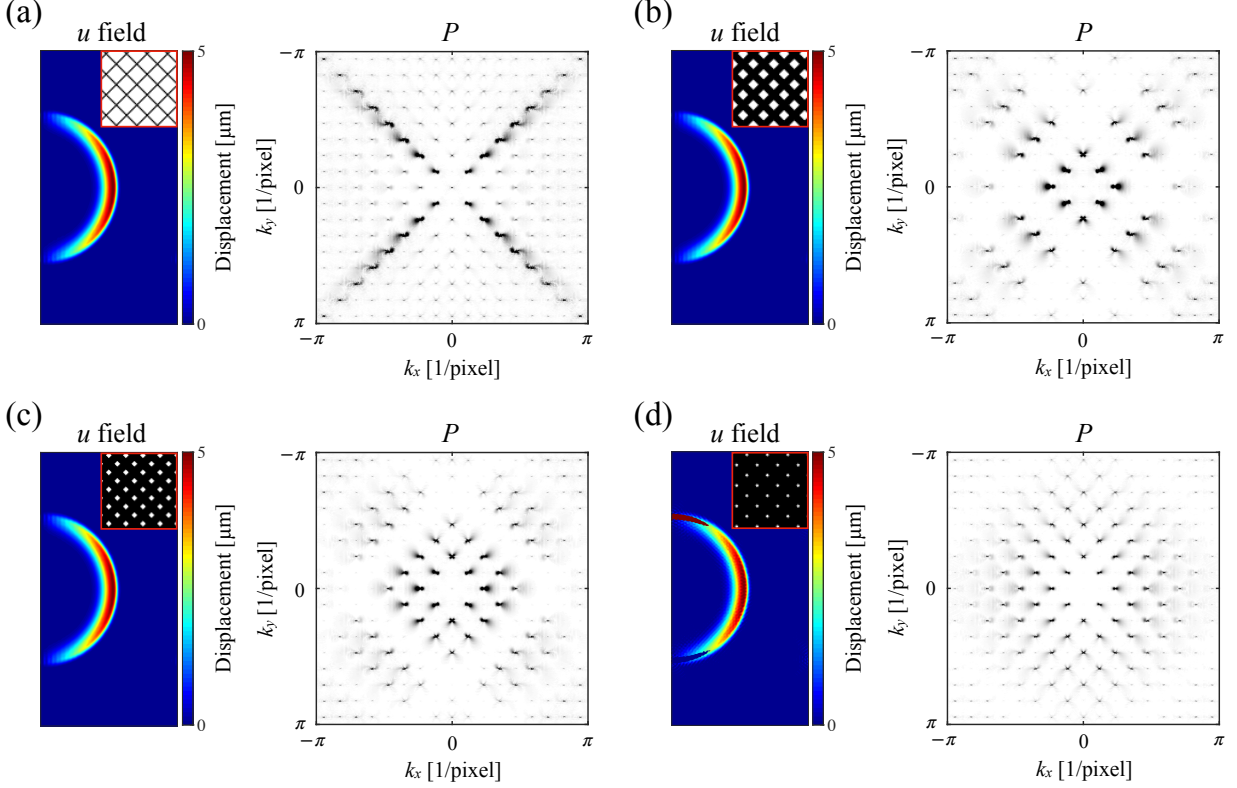 (a)
u field
P
5
0
Displacement [μm]
−π
0
π
k_y [1/pixel]
−π
0
π
k_x [1/pixel]
(b)
u field
P
5
0
Displacement [μm]
−π
0
π
k_y [1/pixel]
−π
0
π
k_x [1/pixel]
(c)
u field
P
5
0
Displacement [μm]
−π
0
π
k_y [1/pixel]
−π
0
π
k_x [1/pixel]
(d)
u field
P
5
0
Displacement [μm]
−π
0
π
k_y [1/pixel]
−π
0
π
k_x [1/pixel]